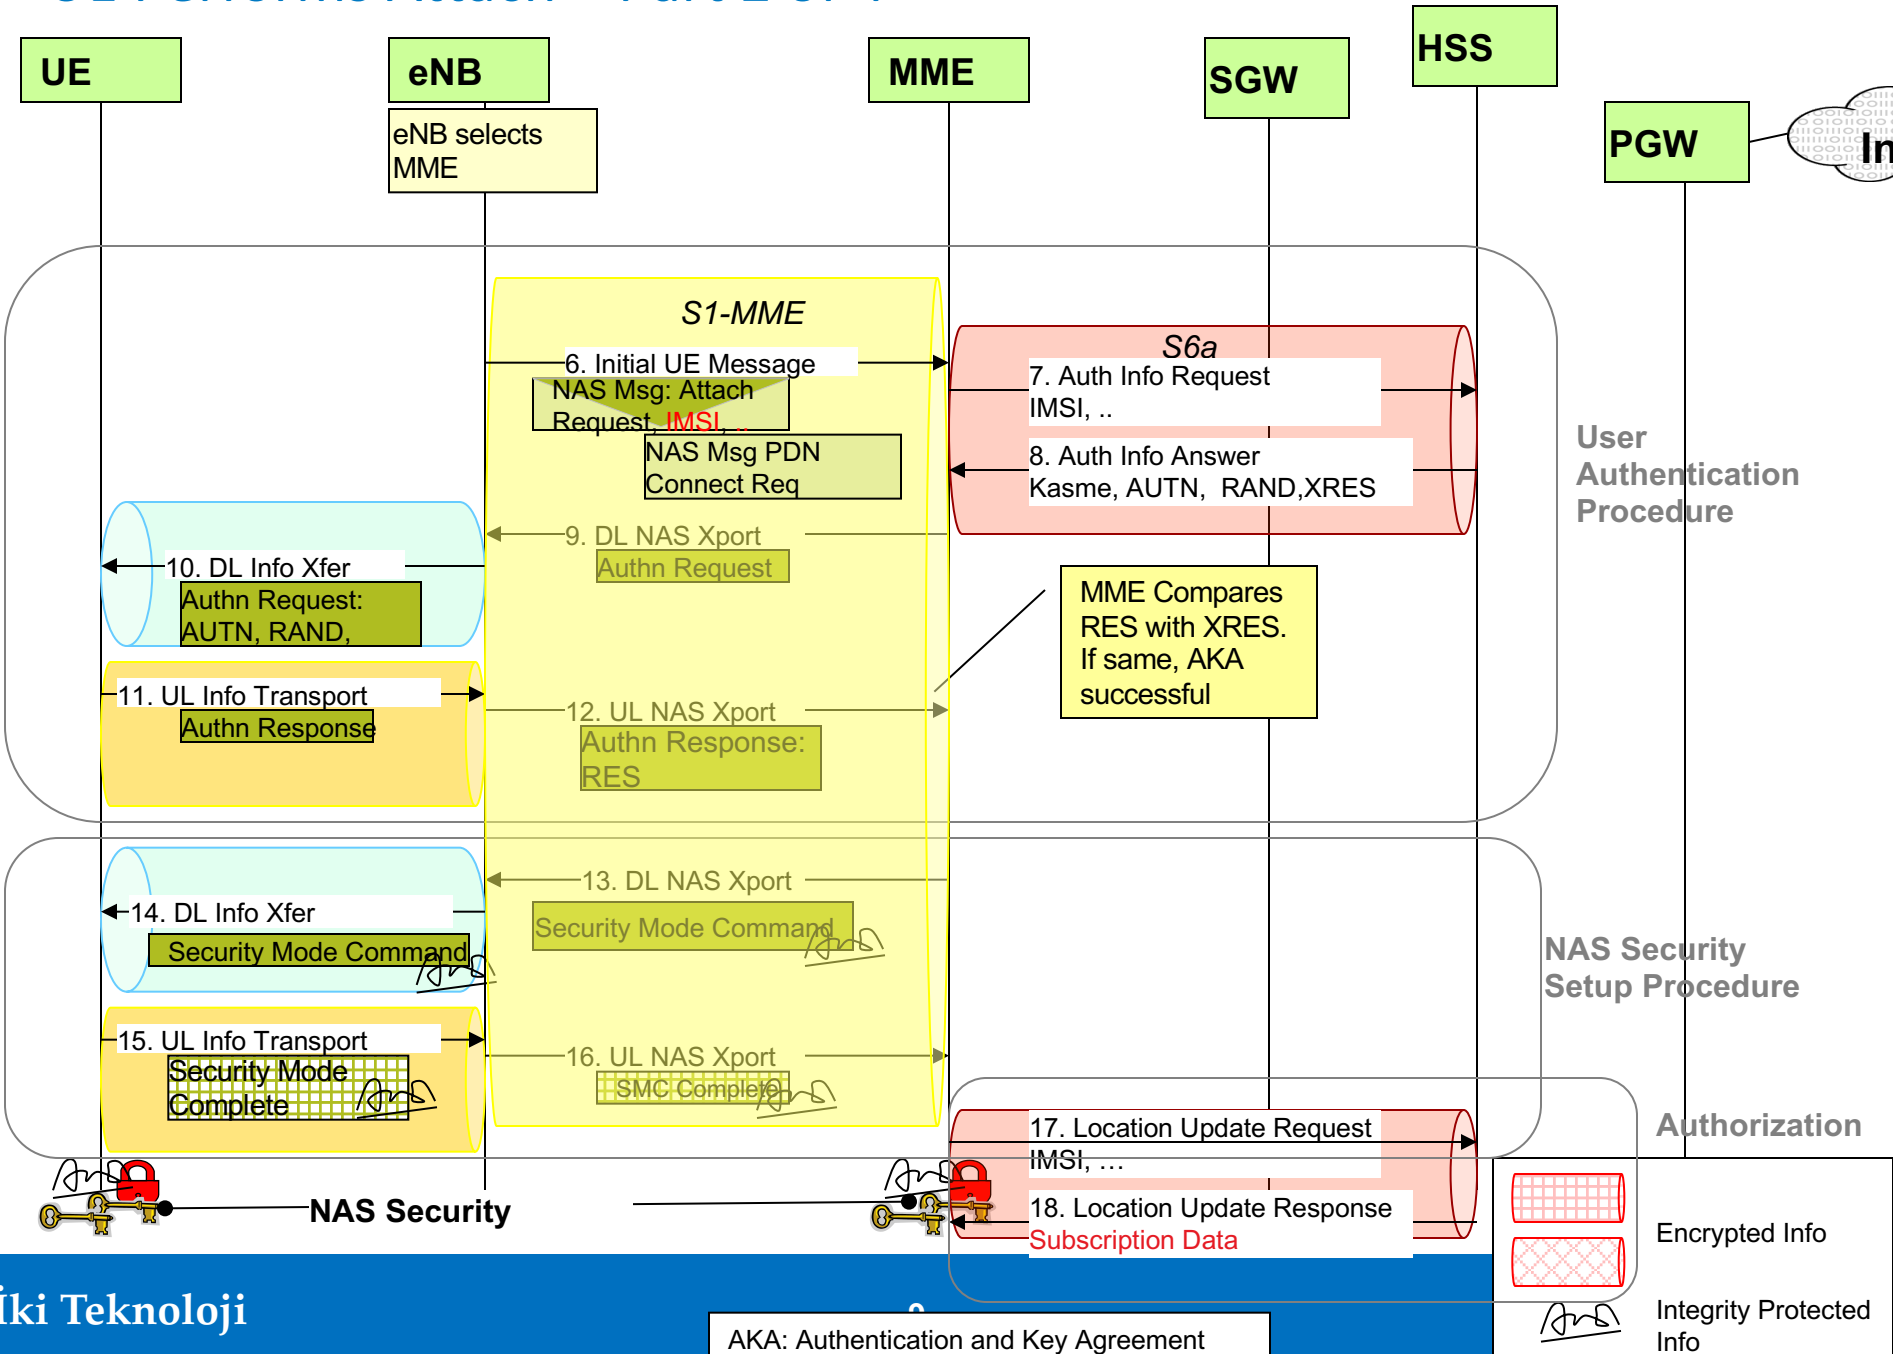 UE
eNB
MME
SGW
HSS
PGW
In
eNB selects
MME
S1-MME
S6a
6. Initial UE Message
NAS Msg: Attach
Request, IMSI, ..
NAS Msg PDN
Connect Req
7. Auth Info Request
IMSI, ..
8. Auth Info Answer
Kasme, AUTN, RAND,XRES
User
Authentication
Procedure
9. DL NAS Xport
Authn Request
10. DL Info Xfer
Authn Request:
AUTN, RAND,
MME Compares
RES with XRES.
If same, AKA
successful
11. UL Info Transport
Authn Response
12. UL NAS Xport
Authn Response:
RES
13. DL NAS Xport
Security Mode Command
14. DL Info Xfer
Security Mode Command
NAS Security
Setup Procedure
15. UL Info Transport
Security Mode
Complete
16. UL NAS Xport
SMC Complete
17. Location Update Request
IMSI, …
Authorization
NAS Security
18. Location Update Response
Subscription Data
Encrypted Info
Integrity Protected
Info
İki Teknoloji
AKA: Authentication and Key Agreement